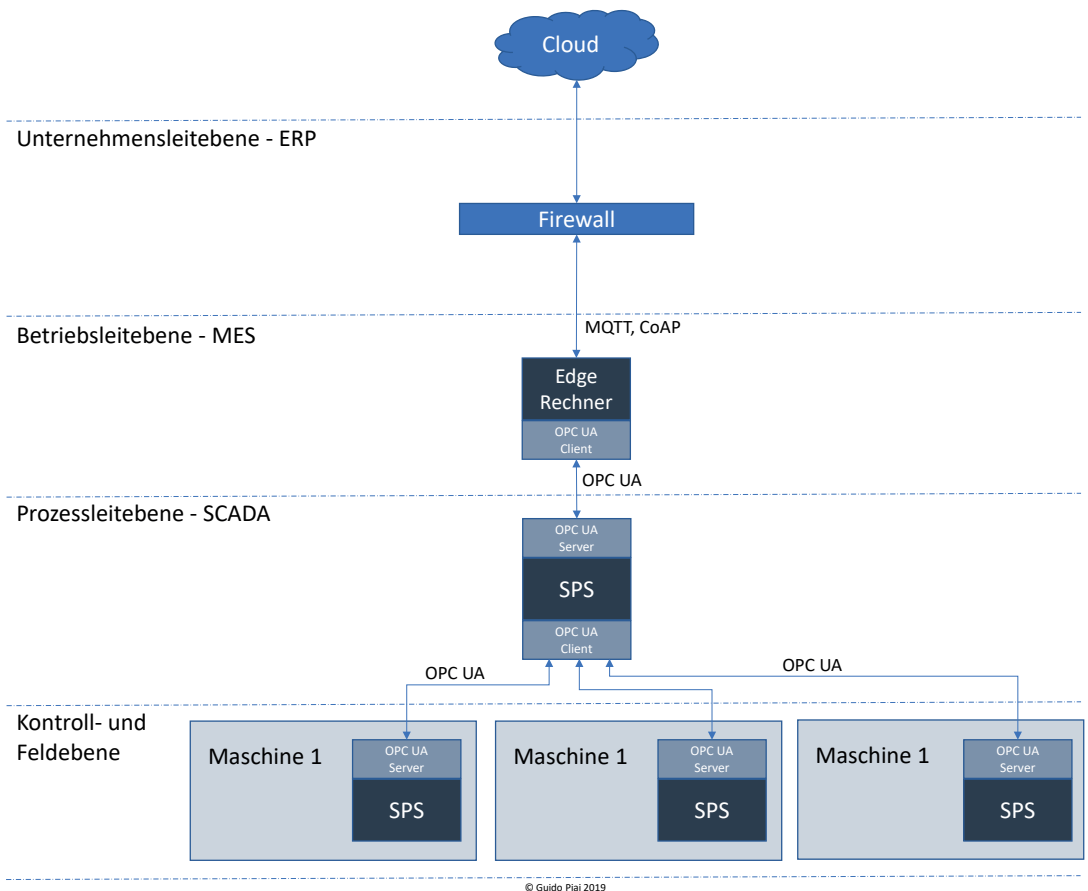 Cloud
Unternehmensleitebene - ERP
Firewall
Betriebsleitebene - MES
MQTT, CoAP
Edge
Rechner
OPC UA
Client
OPC UA
Prozessleitebene - SCADA
OPC UA
Server
SPS
OPC UA
Client
OPC UA
OPC UA
Kontroll- und
Feldebene
Maschine 1
OPC UA
Server
SPS
Maschine 1
OPC UA
Server
SPS
Maschine 1
OPC UA
Server
SPS
© Guido Piai 2019